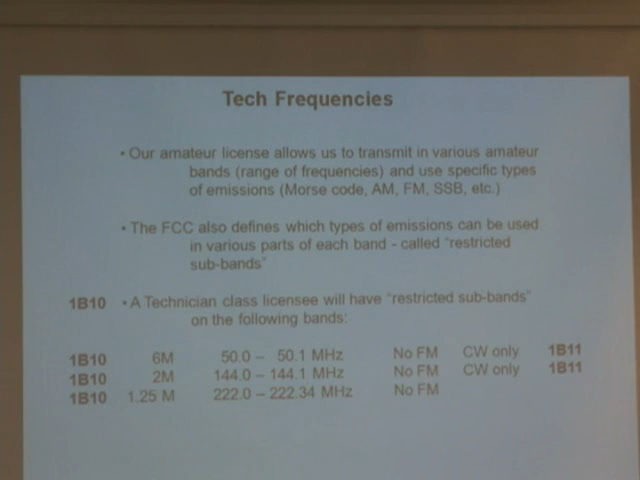 Tech Frequencies
• Our amateur license allows us to transmit in various amateur
bands (range of frequencies) and use specific types
of emissions (Morse code, AM, FM, SSB, etc.)
• The FCC also defines which types of emissions can be used
in various parts of each band - called "restricted
sub-bands"
1B10 • A Technician class licensee will have "restricted sub-bands"
on the following bands:
1B10 6M 50.0 – 50.1 MHz No FM CW only 1B11
1B10 2M 144.0 – 144.1 MHz No FM CW only 1B11
1B10 1.25 M 222.0 – 222.34 MHz No FM